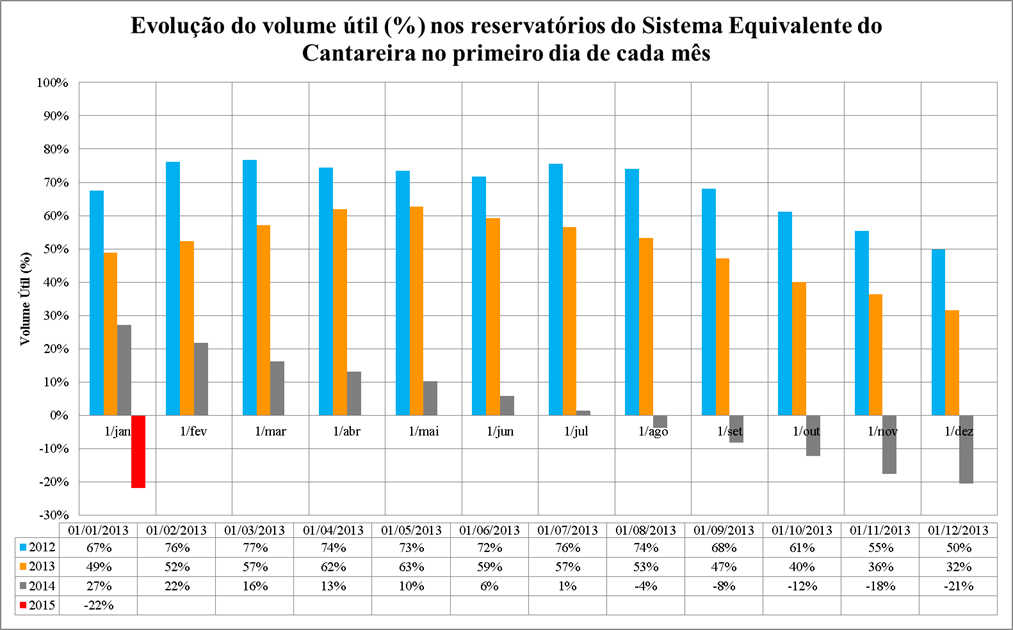 Evolução do volume útil (%) nos reservatórios do Sistema Equivalente do
Cantareira no primeiro dia de cada mês
Volume Útil (%)
100%
90%
80%
70%
60%
50%
40%
30%
20%
10%
0%
-10%
-20%
-30%
1/jan 1/fev 1/mar 1/abr 1/mai 1/jun 1/jul 1/ago 1/set 1/out 1/nov 1/dez
01/01/2013 01/02/2013 01/03/2013 01/04/2013 01/05/2013 01/06/2013 01/07/2013 01/08/2013 01/09/2013 01/10/2013 01/11/2013 01/12/2013
2012 67% 76% 77% 74% 73% 72% 76% 74% 68% 61% 55% 50%
2013 49% 52% 57% 62% 63% 59% 57% 53% 47% 40% 36% 32%
2014 27% 22% 16% 13% 10% 6% 1% -4% -8% -12% -18% -21%
2015 -22%